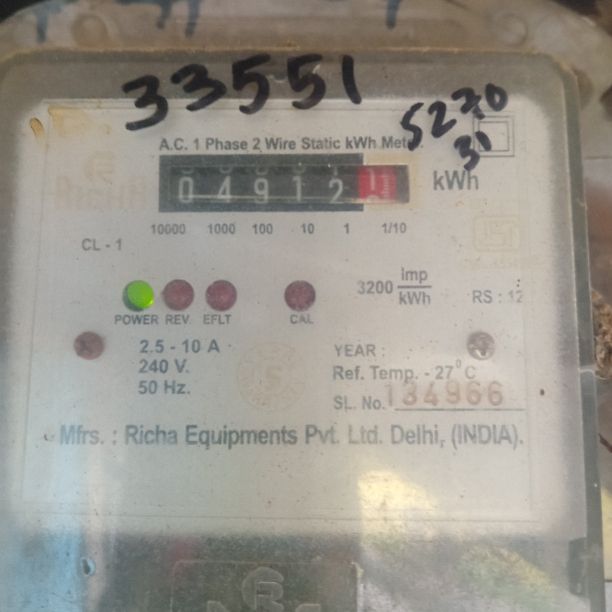 33551
5270
31
A.C. 1 Phase 2 Wire Static kWh Meter.
04912 kWh
10000 1000 100 10 1 1/10
CL - 1
3200 imp/kWh
RS : 12
POWER REV. EFLT CAL
2.5 - 10 A
240 V.
50 Hz.
YEAR :
Ref. Temp. - 27°C
SL. No. 134966
Mfrs. : Richa Equipments Pvt. Ltd. Delhi, (INDIA).